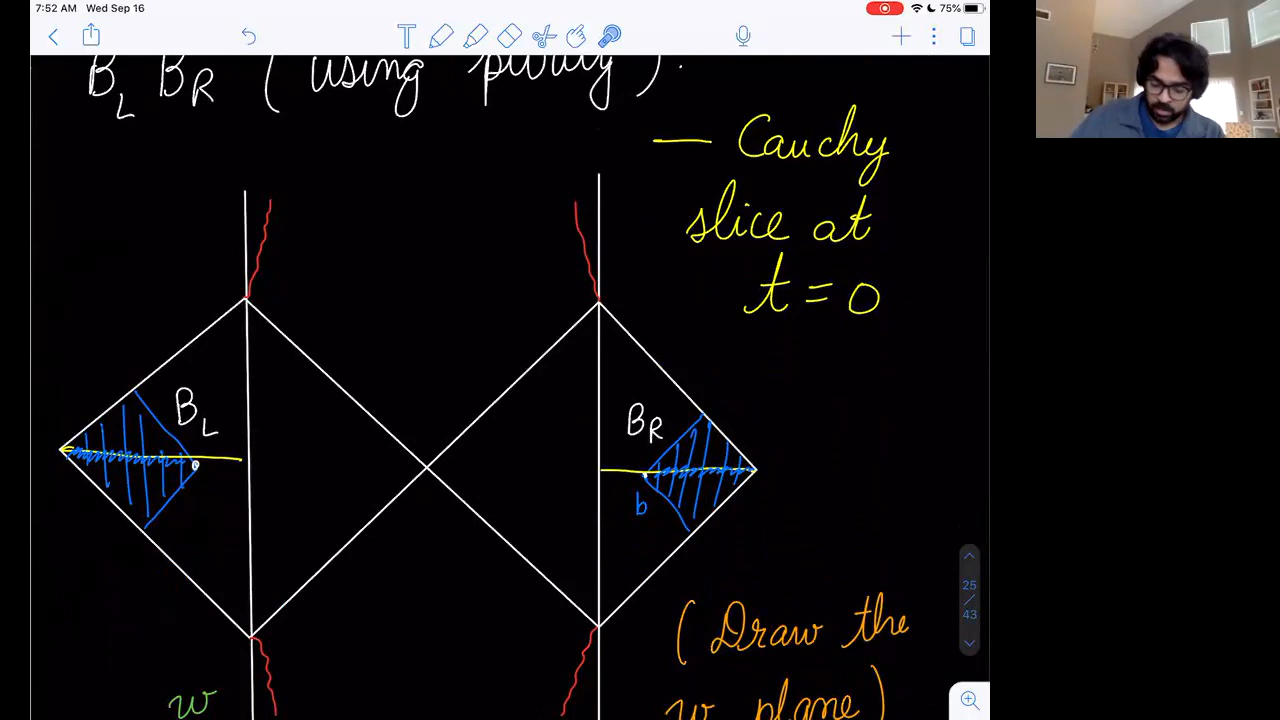 7:52 AM Wed Sep 16
75%
B_L B_R ( using purity ).
— Cauchy
slice at
t = 0
B_L
B_R
b
25
/
43
( Draw the
w plane )
w